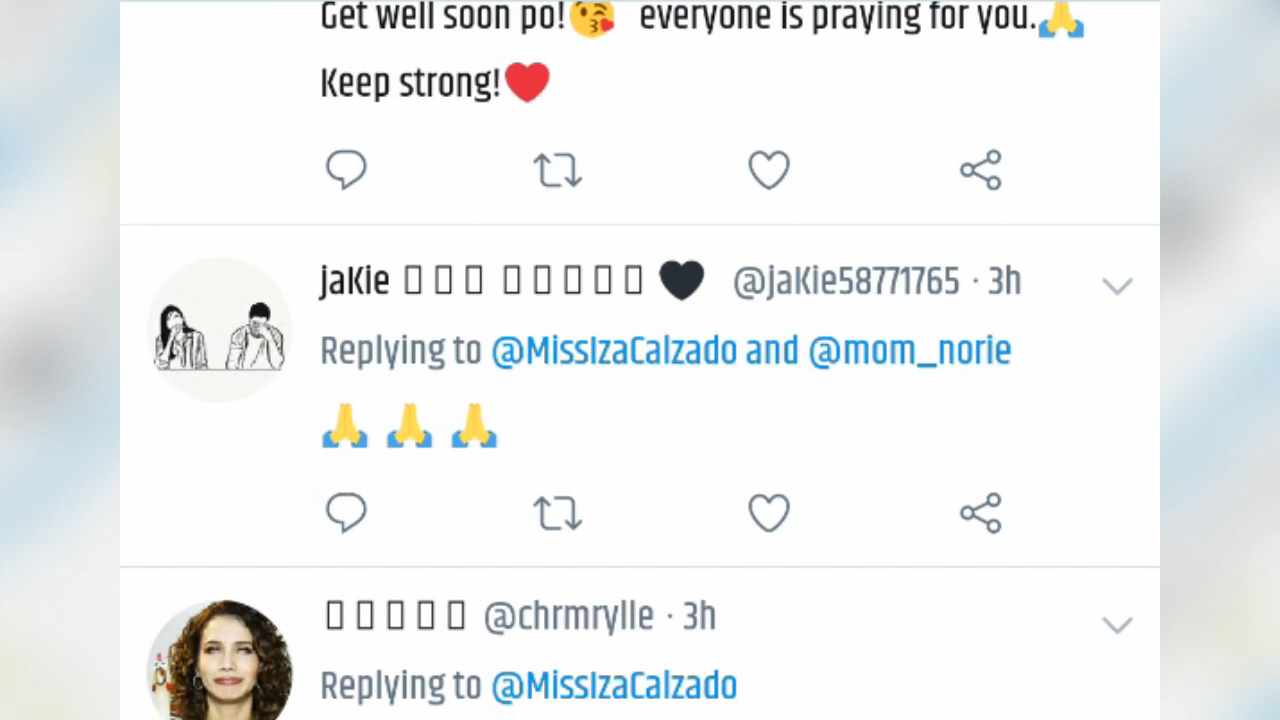 Get well soon po!😘 everyone is praying for you.🙏
Keep strong!❤️
jaKie 🖤 @jaKie58771765 · 3h
Replying to @MissIzaCalzado and @mom_norie
🙏 🙏 🙏
@chrmrylle · 3h
Replying to @MissIzaCalzado